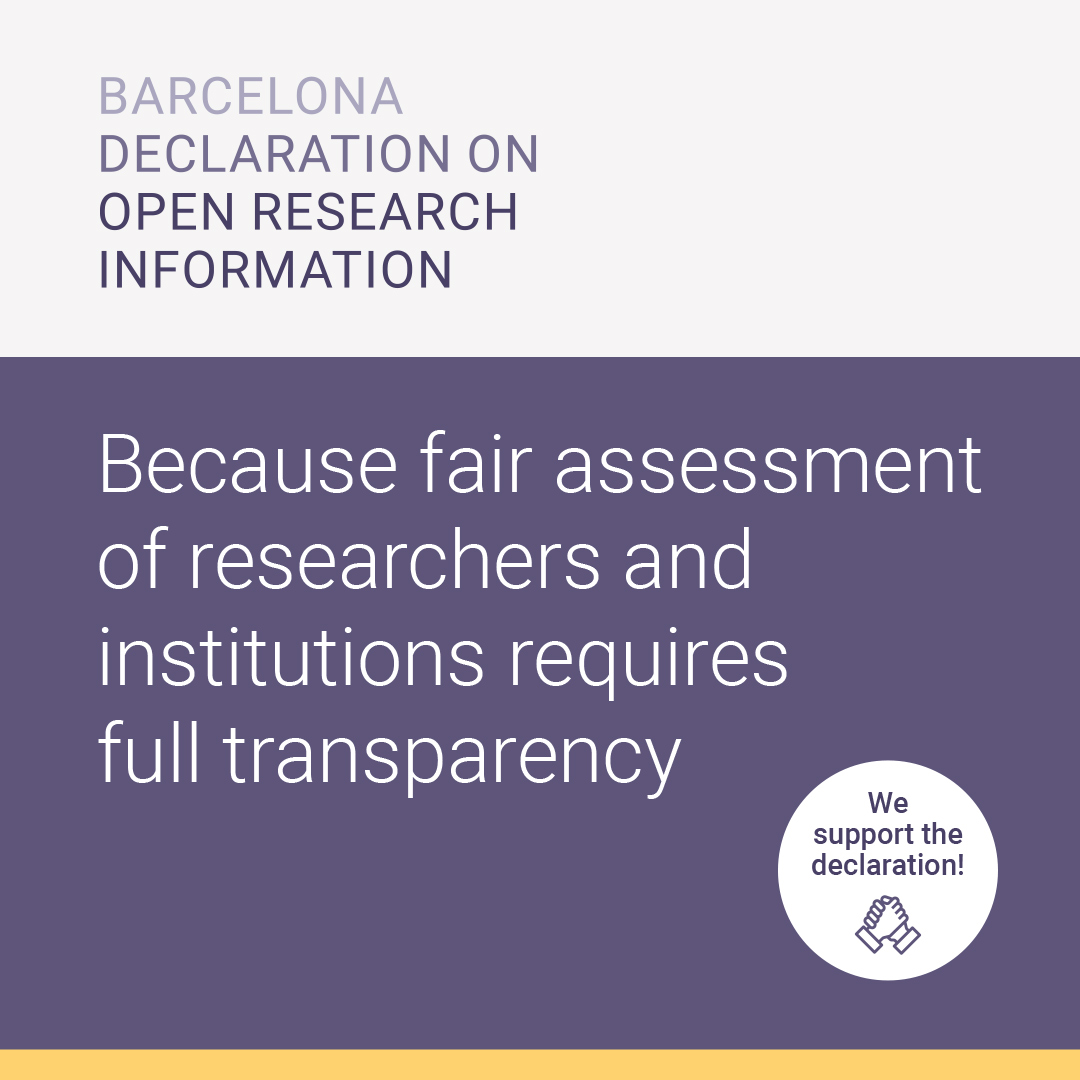 BARCELONA
DECLARATION ON
OPEN RESEARCH
INFORMATION
Because fair assessment
of researchers and
institutions requires
full transparency
We
support the
declaration!